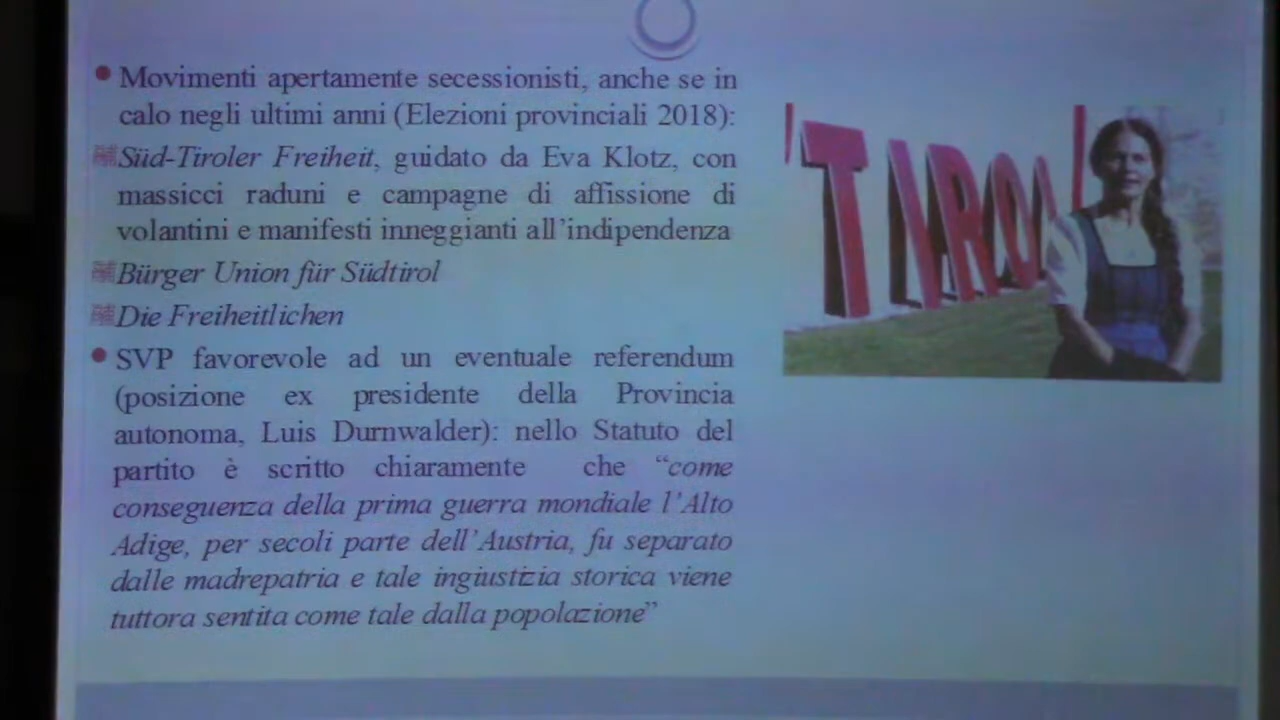 Movimenti apertamente secessionisti, anche se in
calo negli ultimi anni (Elezioni provinciali 2018):
Süd-Tiroler Freiheit, guidato da Eva Klotz, con
massicci raduni e campagne di affissione di
volantini e manifesti inneggianti all'indipendenza
Bürger Union für Südtirol
Die Freiheitlichen
SVP favorevole ad un eventuale referendum
(posizione ex presidente della Provincia
autonoma, Luis Durnwalder): nello Statuto del
partito è scritto chiaramente che “come
conseguenza della prima guerra mondiale l'Alto
Adige, per secoli parte dell'Austria, fu separato
dalle madrepatria e tale ingiustizia storica viene
tuttora sentita come tale dalla popolazione”
TIROL